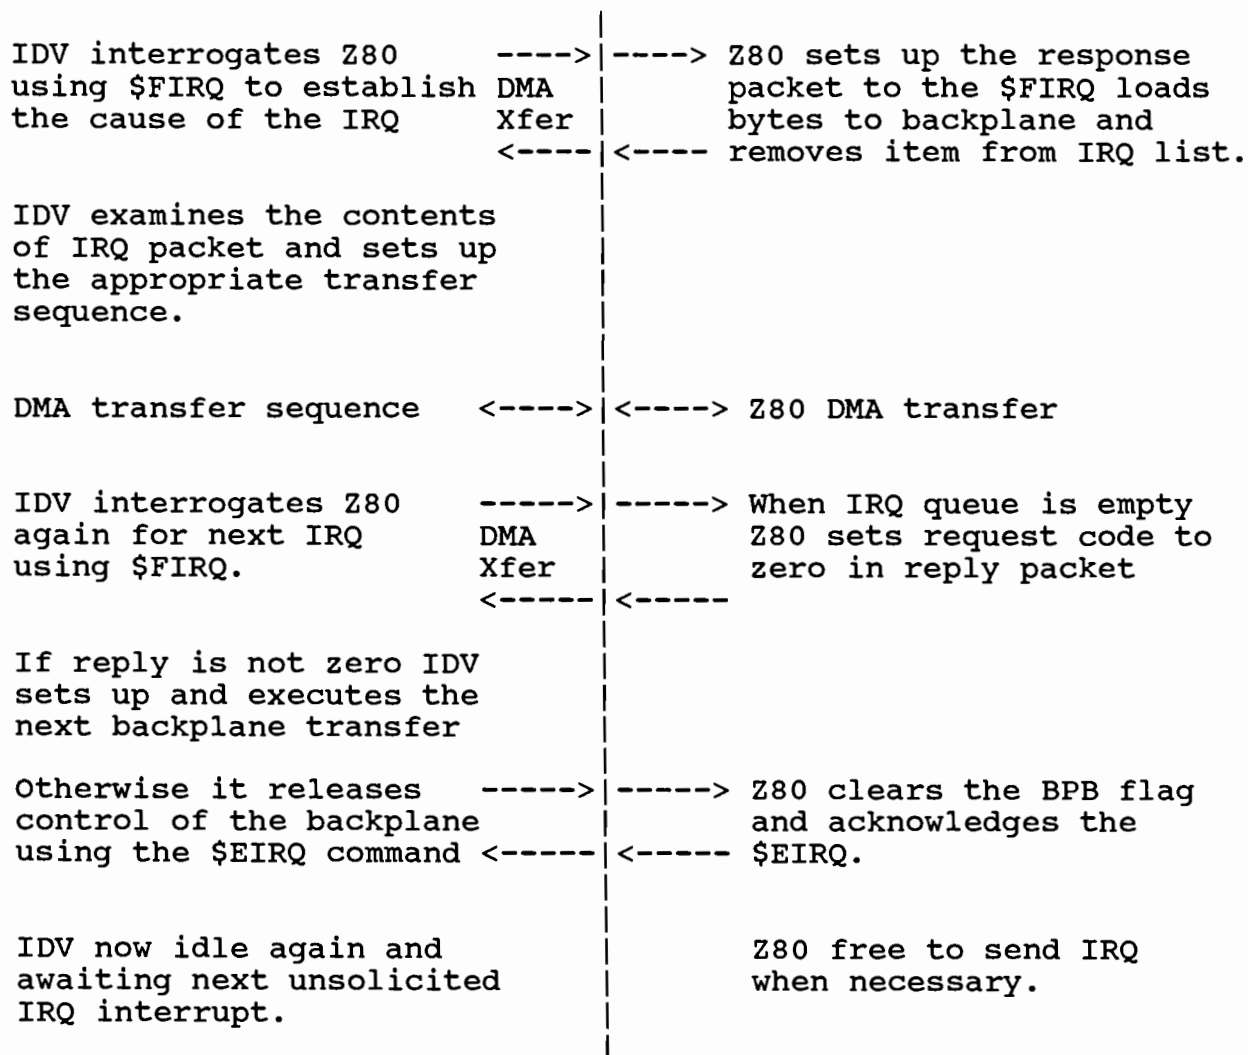 IDV interrogates Z80 ---->|----> Z80 sets up the response
using $FIRQ to establish DMA | packet to the $FIRQ loads
the cause of the IRQ Xfer | bytes to backplane and
<----|<---- removes item from IRQ list.
IDV examines the contents
of IRQ packet and sets up
the appropriate transfer
sequence.
DMA transfer sequence <---->|<----> Z80 DMA transfer
IDV interrogates Z80 ----->|-----> When IRQ queue is empty
again for next IRQ DMA | Z80 sets request code to
using $FIRQ. Xfer | zero in reply packet
<-----|<-----
If reply is not zero IDV
sets up and executes the
next backplane transfer
Otherwise it releases ----->|-----> Z80 clears the BPB flag
control of the backplane | and acknowledges the
using the $EIRQ command <-----|<----- $EIRQ.
IDV now idle again and | Z80 free to send IRQ
awaiting next unsolicited | when necessary.
IRQ interrupt.